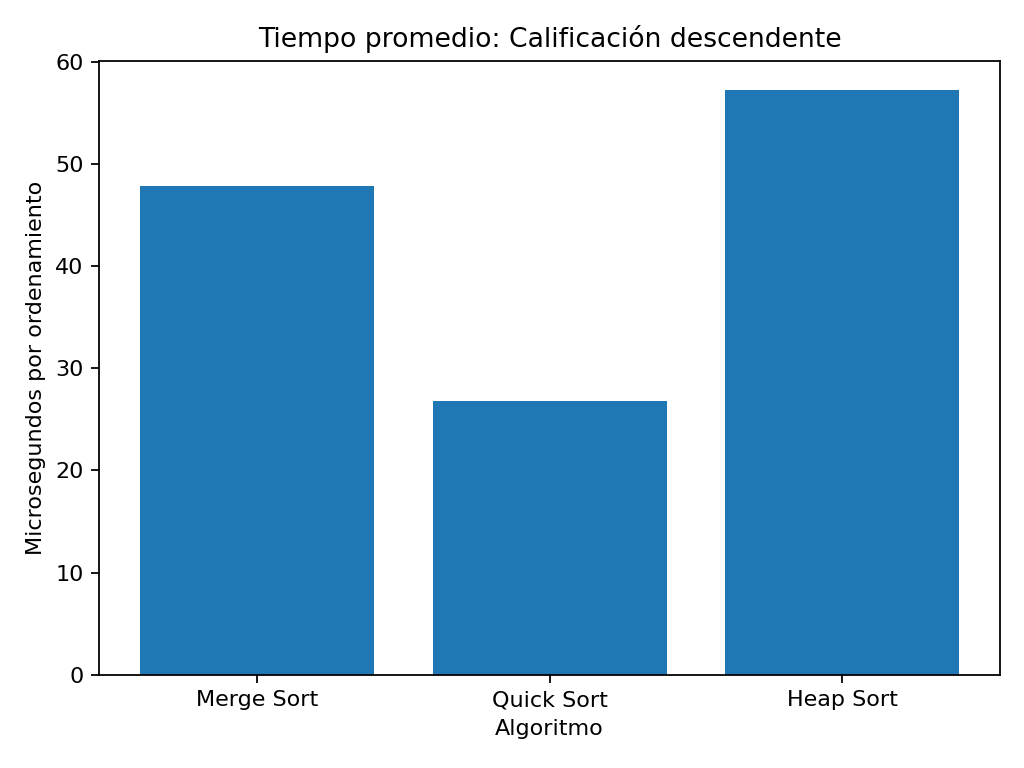 Tiempo promedio: Calificación descendente
Microsegundos por ordenamiento
60
50
40
30
20
10
0
Merge Sort
Quick Sort
Heap Sort
Algoritmo